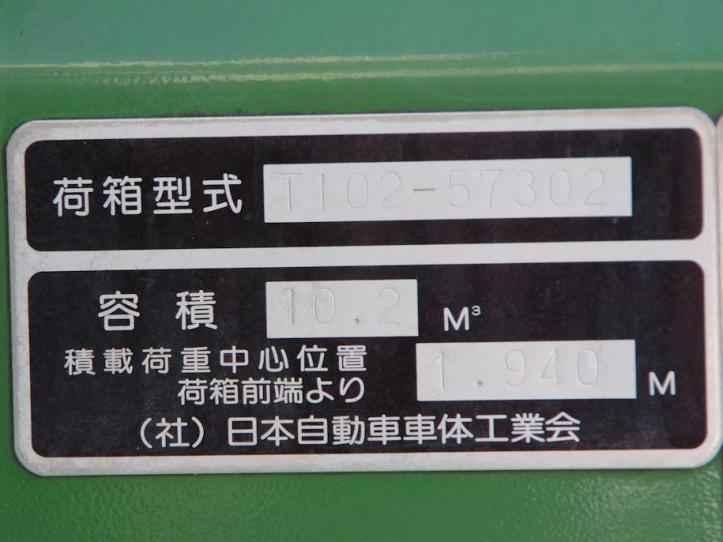 荷箱型式 T102-57302
容積 10.2 M³
積載荷重中心位置
荷箱前端より 1.940 M
（社）日本自動車車体工業会